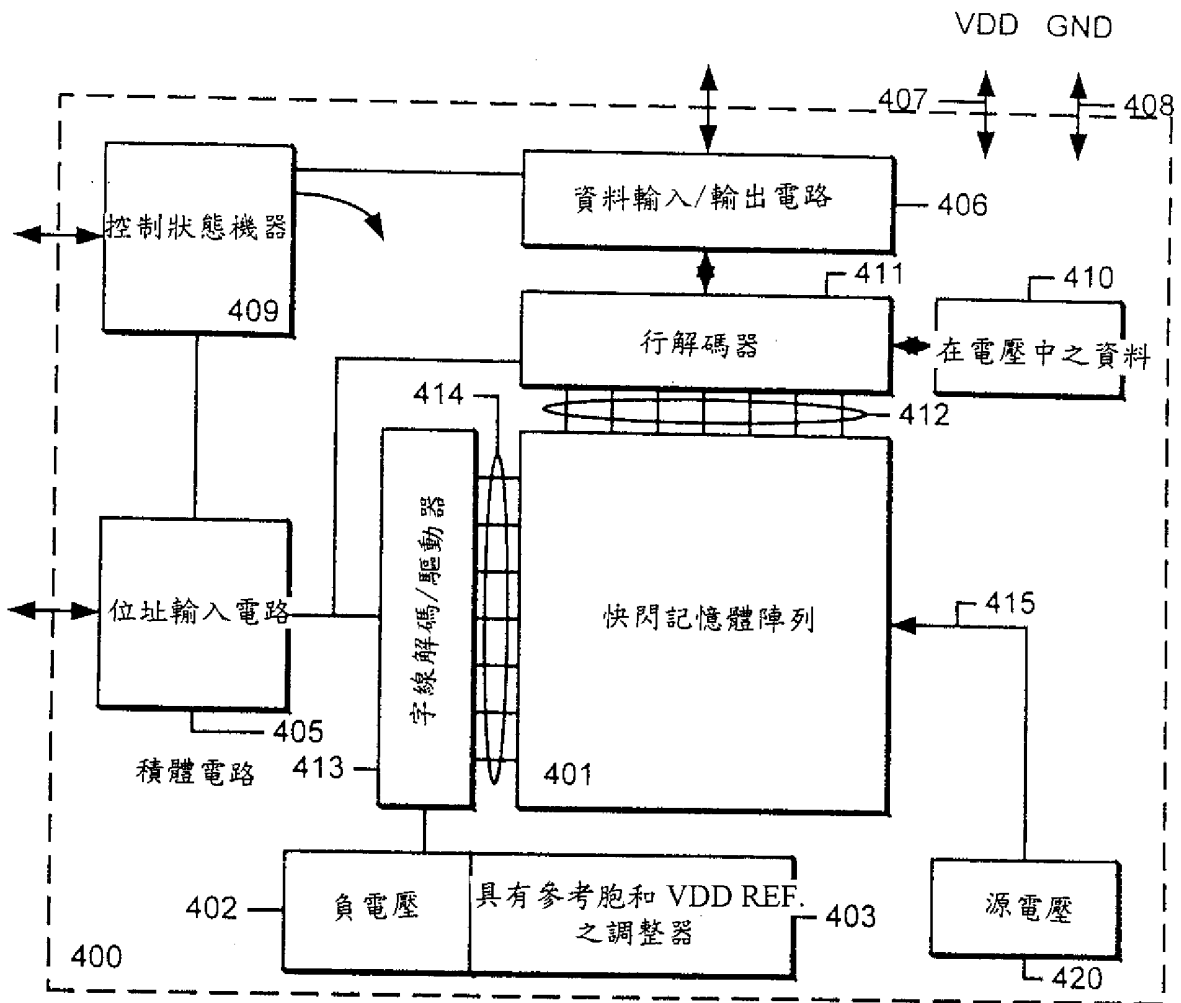 VDD GND
407
408
控制狀態機器
409
資料輸入/輸出電路
406
411
410
行解碼器
在電壓中之資料
414
412
字線解碼/驅動器
位址輸入電路
快閃記憶體陣列
415
405
413
401
積體電路
402
負電壓
具有參考胞和 VDD REF.
之調整器
403
源電壓
400
420